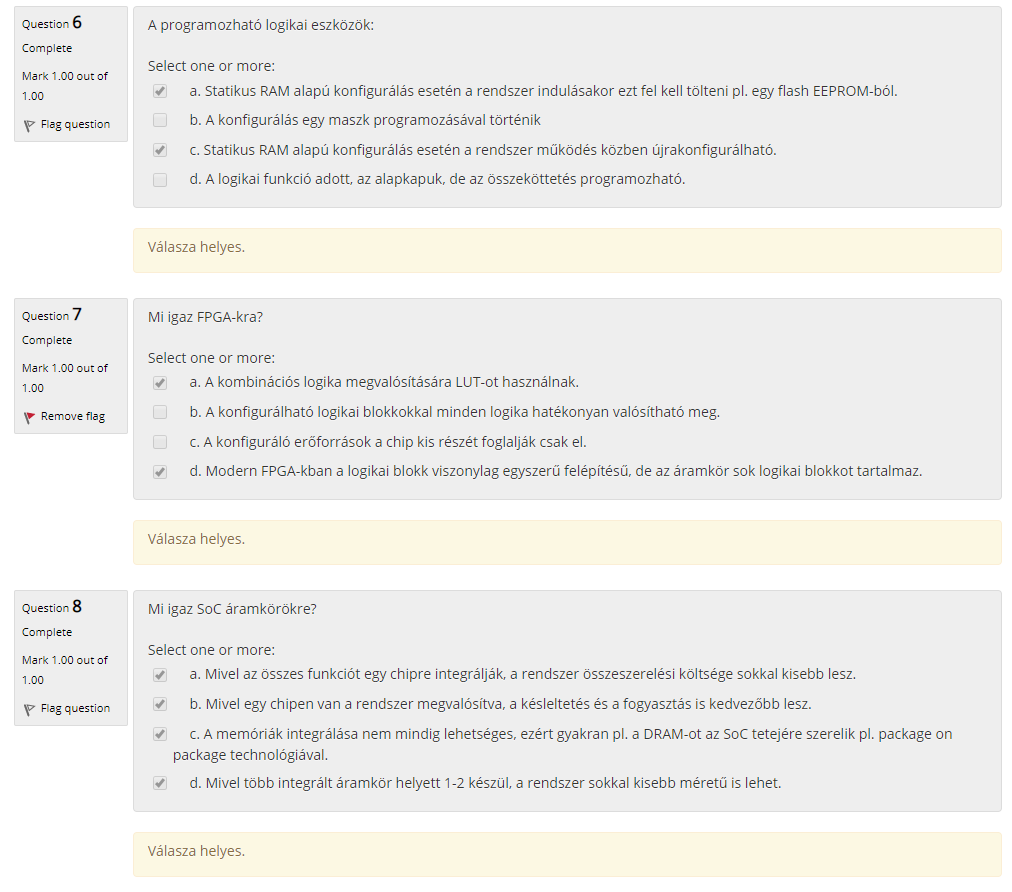 Question 6
Complete
Mark 1.00 out of
1.00
Flag question
A programozható logikai eszközök:
Select one or more:
a. Statikus RAM alapú konfigurálás esetén a rendszer indulásakor ezt fel kell tölteni pl. egy flash EEPROM-ból.
b. A konfigurálás egy maszk programozásával történik
c. Statikus RAM alapú konfigurálás esetén a rendszer működés közben újrakonfigurálható.
d. A logikai funkció adott, az alapkapuk, de az összeköttetés programozható.
Válasza helyes.
Question 7
Complete
Mark 1.00 out of
1.00
Remove flag
Mi igaz FPGA-kra?
Select one or more:
a. A kombinációs logika megvalósítására LUT-ot használnak.
b. A konfigurálható logikai blokkokkal minden logika hatékonyan valósítható meg.
c. A konfiguráló erőforrások a chip kis részét foglalják csak el.
d. Modern FPGA-kban a logikai blokk viszonylag egyszerű felépítésű, de az áramkör sok logikai blokkot tartalmaz.
Válasza helyes.
Question 8
Complete
Mark 1.00 out of
1.00
Flag question
Mi igaz SoC áramkörökre?
Select one or more:
a. Mivel az összes funkciót egy chipre integrálják, a rendszer összeszerelési költsége sokkal kisebb lesz.
b. Mivel egy chipen van a rendszer megvalósítva, a késleltetés és a fogyasztás is kedvezőbb lesz.
c. A memóriák integrálása nem mindig lehetséges, ezért gyakran pl. a DRAM-ot az SoC tetejére szerelik pl. package on
package technológiával.
d. Mivel több integrált áramkör helyett 1-2 készül, a rendszer sokkal kisebb méretű is lehet.
Válasza helyes.